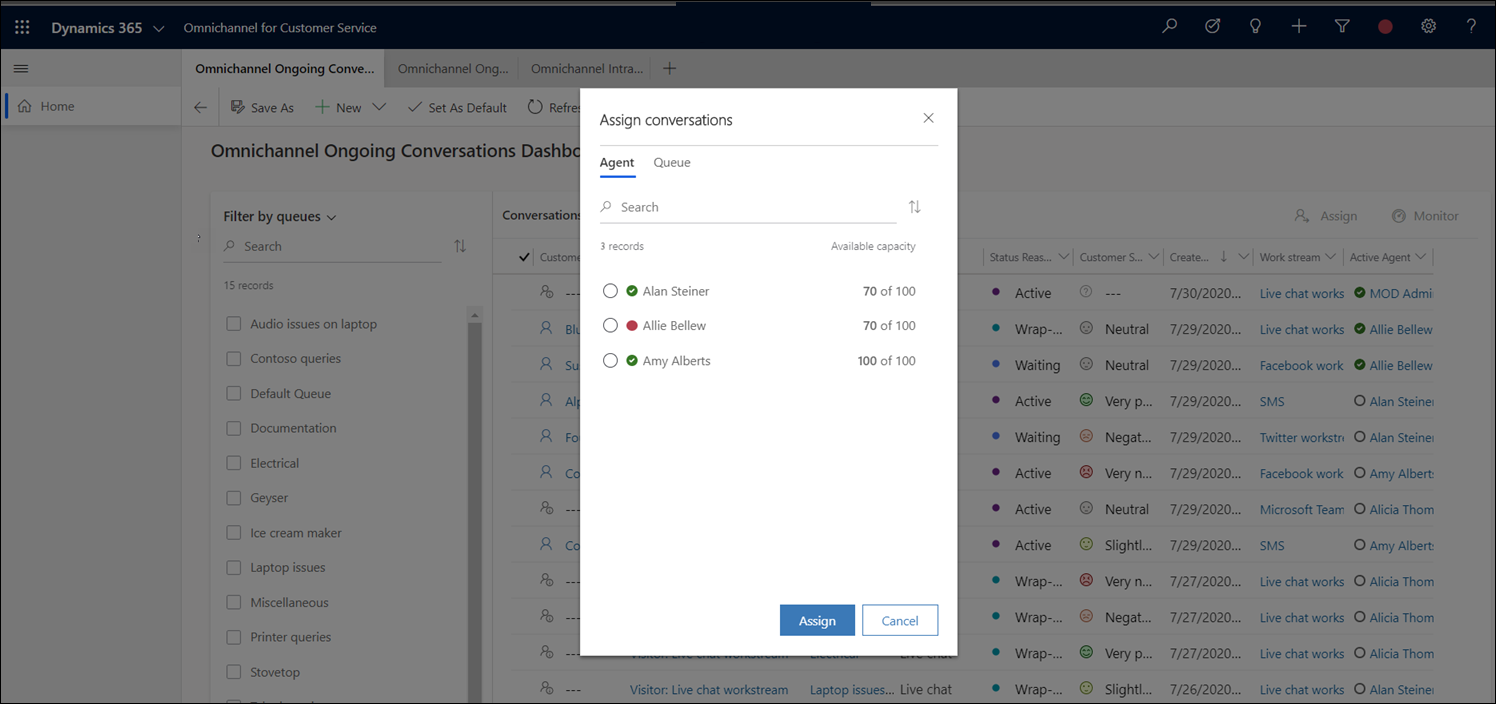 Dynamics 365 Omnichannel for Customer Service ?
Omnichannel Ongoing Conve... Omnichannel Ong... Omnichannel Intra...
Home
Save As New Set As Default Refres
Omnichannel Ongoing Conversations Dashbo
Filter by queues
Search
15 records
Audio issues on laptop
Contoso queries
Default Queue
Documentation
Electrical
Geyser
Ice cream maker
Laptop issues
Miscellaneous
Printer queries
Stovetop
Assign conversations
Agent Queue
Search
3 records Available capacity
Alan Steiner 70 of 100
Allie Bellew 70 of 100
Amy Alberts 100 of 100
Assign Cancel
Conversations Assign Monitor
Custome Status Reas... Customer S... Create... Work stream Active Agent
--- Active --- 7/30/2020... Live chat works MOD Admi
Blu Wrap-... Neutral 7/29/2020... Live chat works Allie Bellew
Su Waiting Neutral 7/29/2020... Facebook work Allie Bellew
Alp Active Very p... 7/29/2020... SMS Alan Steiner
Fou Waiting Negat... 7/29/2020... Twitter workstre Alan Steiner
Co Active Very n... 7/29/2020... Facebook work Amy Alberts
--- Active Neutral 7/29/2020... Microsoft Team Alicia Thom
Co Active Slightl... 7/29/2020... SMS Amy Alberts
--- Wrap-... Very n... 7/27/2020... Live chat works Alicia Thom
--- Wrap-... Negat... 7/27/2020... Live chat works Alicia Thom
--- Visitor: Live chat workstream Electrical Live chat Wrap-... Very p... 7/27/2020... Live chat works Alicia Thom
--- Visitor: Live chat workstream Laptop issues... Live chat Wrap-... Slightl... 7/26/2020... Live chat works Alan Steiner